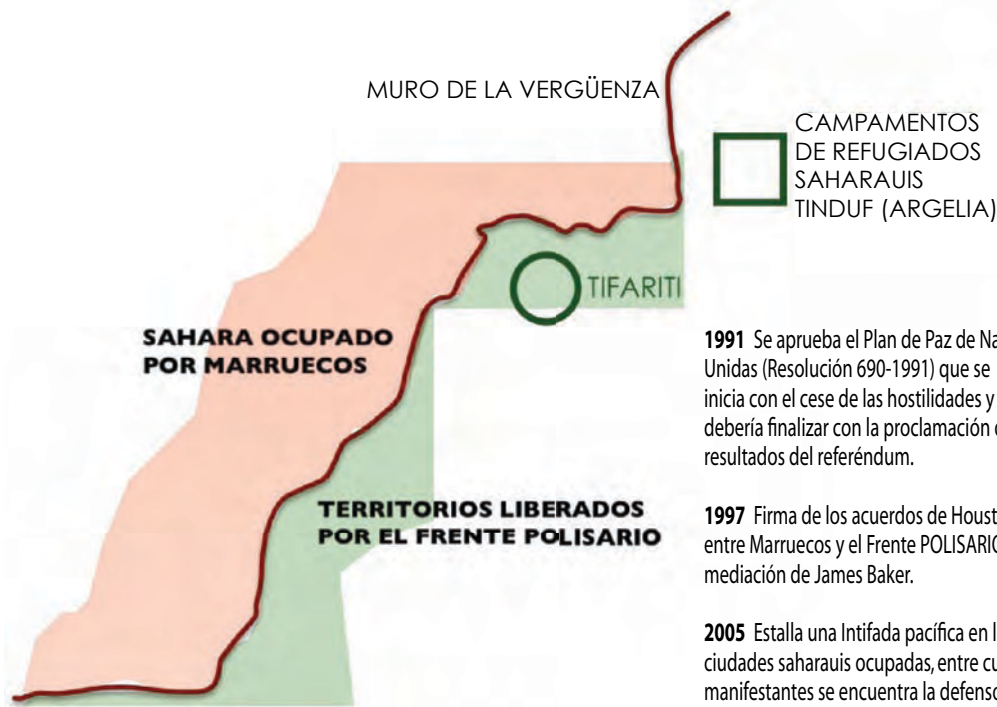 MURO DE LA VERGÜENZA
CAMPAMENTOS
DE REFUGIADOS
SAHARAUIS
TINDUF (ARGELIA)
TIFARITI
SAHARA OCUPADO
POR MARRUECOS
TERRITORIOS LIBERADOS
POR EL FRENTE POLISARIO
1991 Se aprueba el Plan de Paz de
Unidas (Resolución 690-1991) que se
inicia con el cese de las hostilidades y
debería finalizar con la proclamación
resultados del referéndum.
1997 Firma de los acuerdos de
entre Marruecos y el Frente POLISARIO
mediación de James Baker.
2005 Estalla una Intifada pacífica en
ciudades saharauis ocupadas, entre
manifestantes se encuentra la